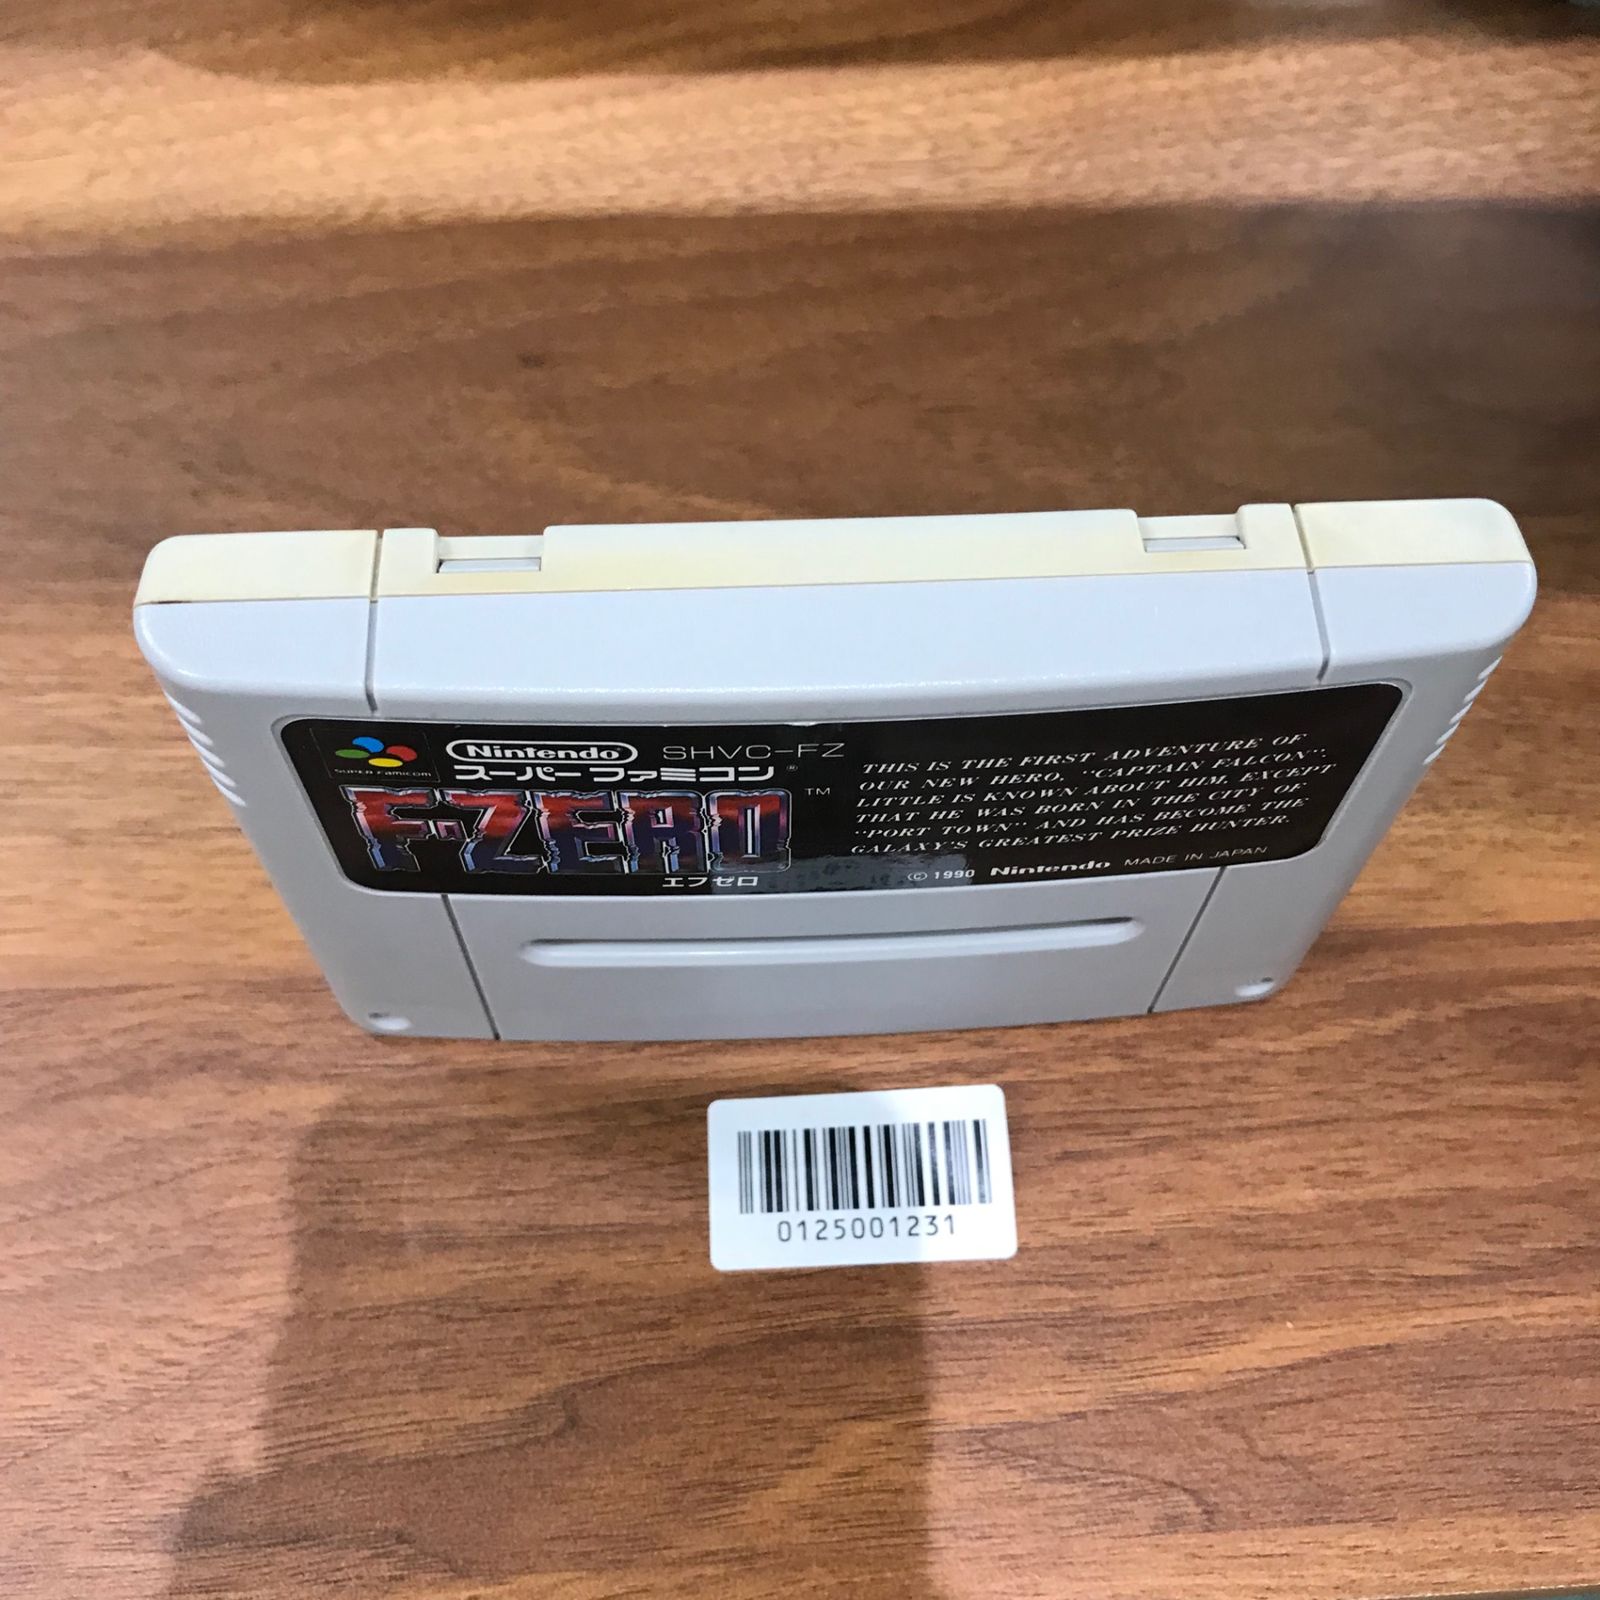 SUPER FAMICOM
Nintendo SHVC-FZ
スーパーファミコン®
F-ZERO™
エフゼロ
THIS IS THE FIRST ADVENTURE OF
OUR NEW HERO, "CAPTAIN FALCON".
LITTLE IS KNOWN ABOUT HIM, EXCEPT
THAT HE WAS BORN IN THE CITY OF
"PORT TOWN" AND HAS BECOME THE
GALAXY'S GREATEST PRIZE HUNTER.
© 1990 Nintendo MADE IN JAPAN
0125001231